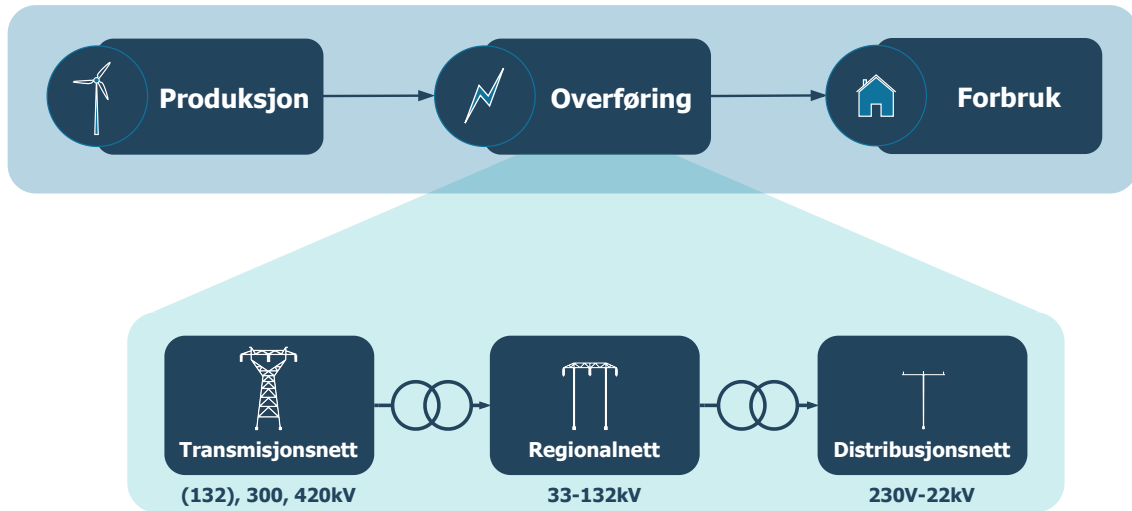 Produksjon
Overføring
Forbruk
Transmisjonsnett
Regionalnett
Distribusjonsnett
(132), 300, 420kV
33-132kV
230V-22kV